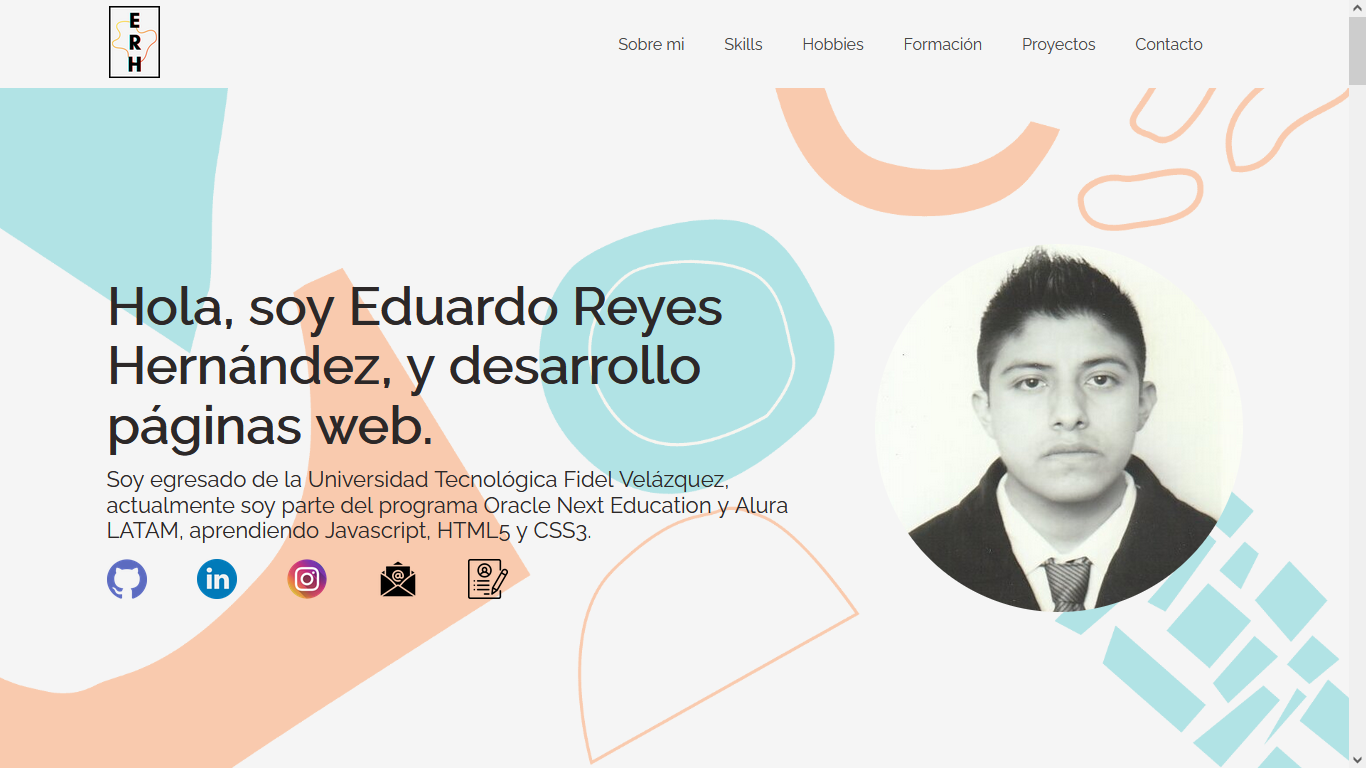 E
R
H
Sobre mi
Skills
Hobbies
Formación
Proyectos
Contacto
Hola, soy Eduardo Reyes
Hernández, y desarrollo
páginas web.
Soy egresado de la Universidad Tecnológica Fidel Velázquez,
actualmente soy parte del programa Oracle Next Education y Alura
LATAM, aprendiendo Javascript, HTML5 y CSS3.
in
@